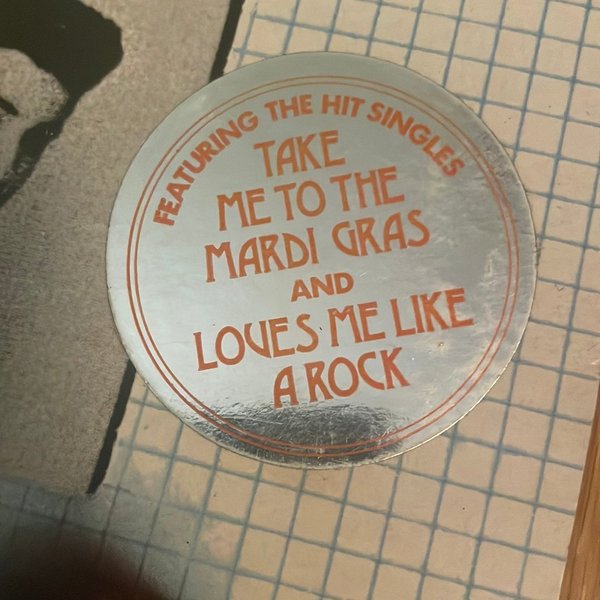 FEATURING THE HIT SINGLES
TAKE
ME TO THE
MARDI GRAS
AND
LOVES ME LIKE
A ROCK